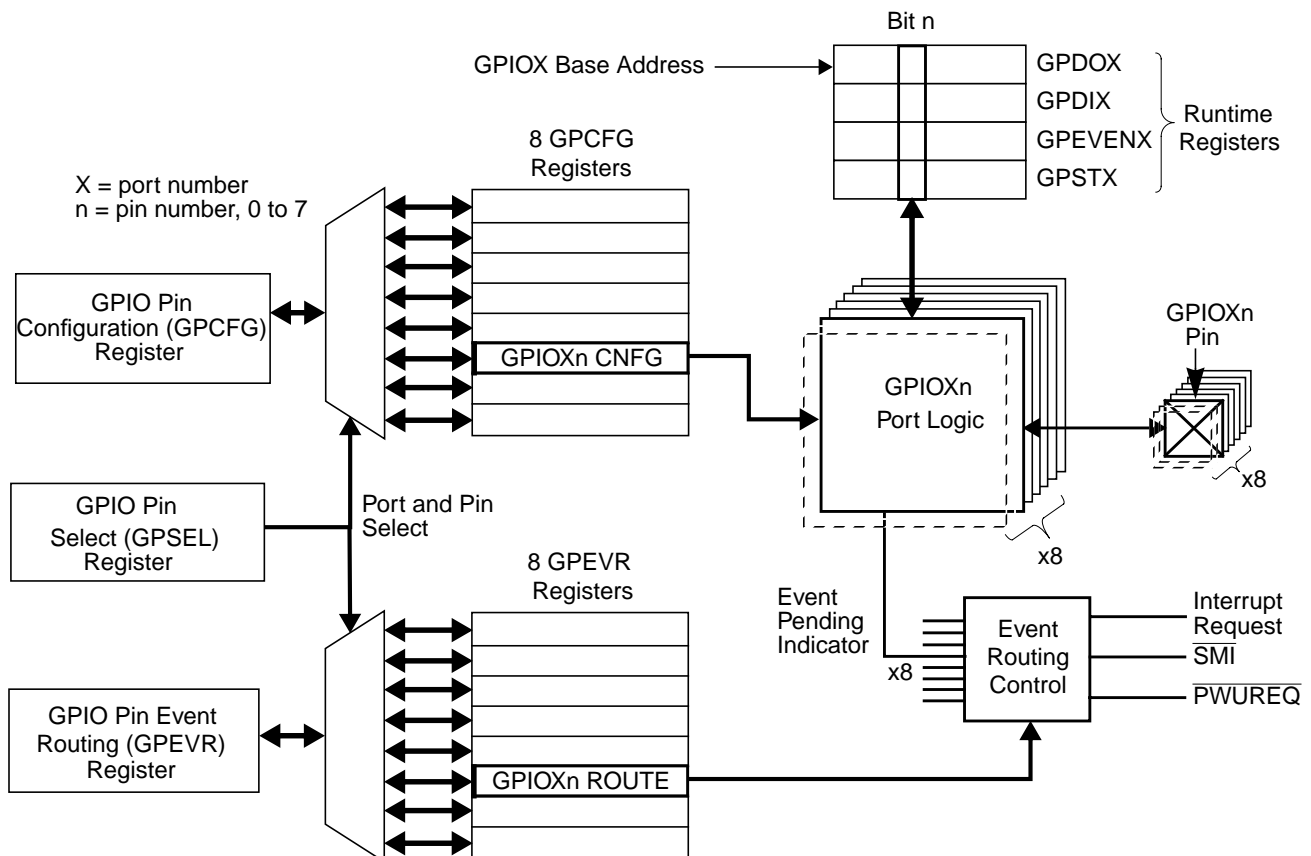 Bit n
GPIOX Base Address
GPDOX
GPDIX
GPEVENX
GPSTX
Runtime
Registers
8 GPCFG
Registers
X = port number
n = pin number, 0 to 7
GPIO Pin
Configuration (GPCFG)
Register
GPIOXn CNFG
GPIOXn
Port Logic
x8
GPIOXn
Pin
x8
GPIO Pin
Select (GPSEL)
Register
Port and Pin
Select
8 GPEVR
Registers
Event
Pending
Indicator
x8
Event
Routing
Control
Interrupt
Request
SMI
PWUREQ
GPIO Pin Event
Routing (GPEVR)
Register
GPIOXn ROUTE